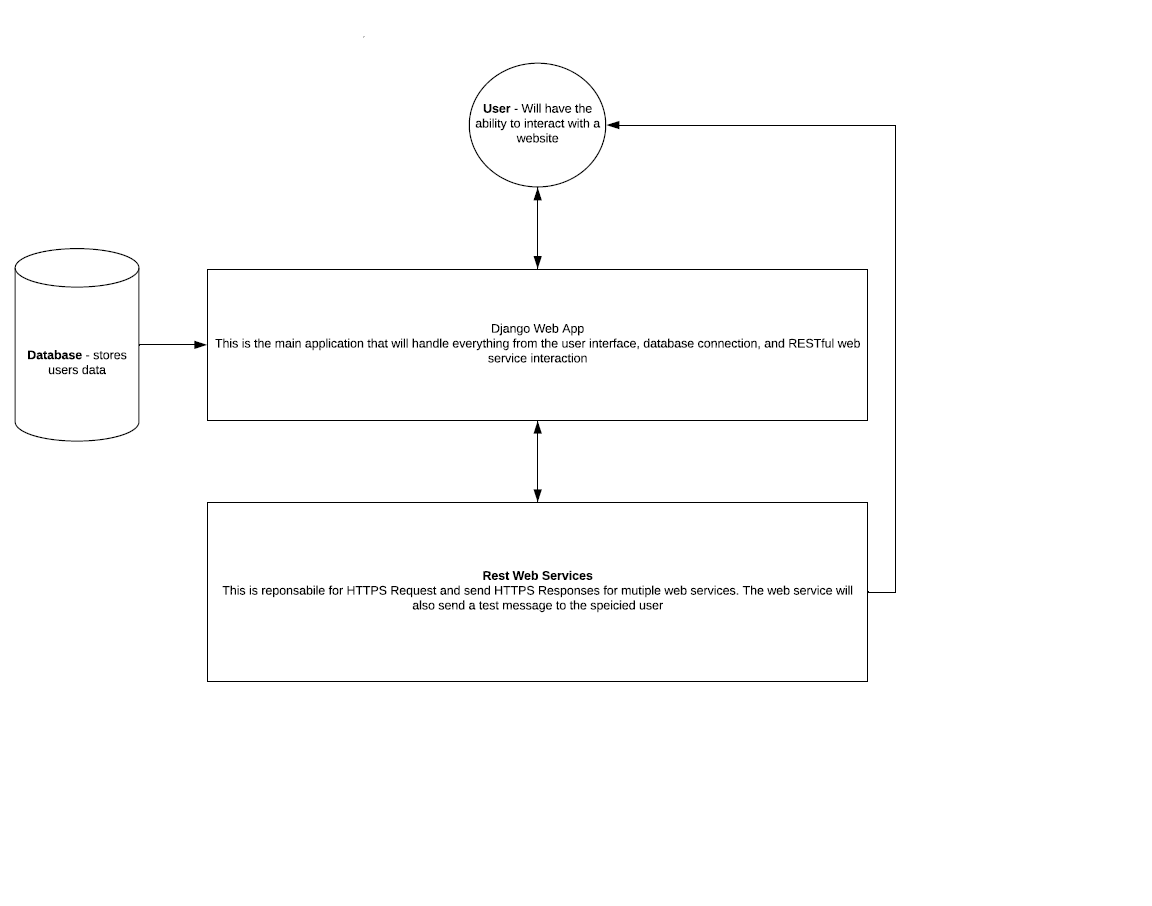 User - Will have the
ability to interact with a
website
Django Web App
This is the main application that will handle everything from the user interface, database connection, and RESTful web
service interaction
Database - stores
users data
Rest Web Services
This is reponsabile for HTTPS Request and send HTTPS Responses for mutiple web services. The web service will
also send a test message to the speicied user